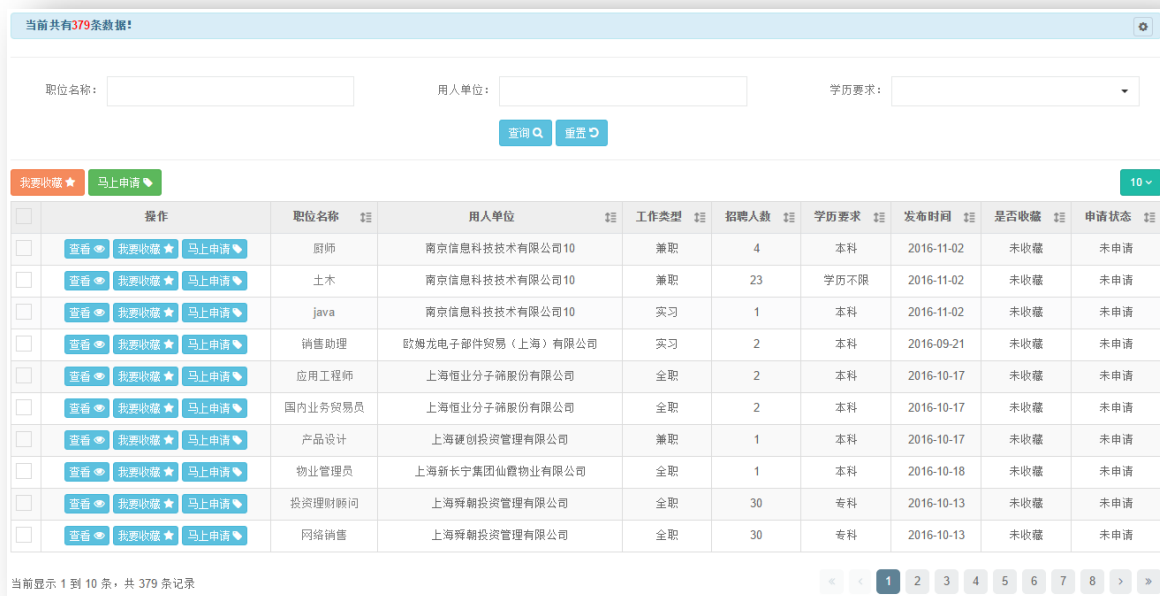 当前共有379条数据!
职位名称： 用人单位： 学历要求：
查询 重置
我要收藏 马上申请 10
操作 职位名称 用人单位 工作类型 招聘人数 学历要求 发布时间 是否收藏 申请状态
查看 我要收藏 马上申请 厨师 南京信息科技技术有限公司10 兼职 4 本科 2016-11-02 未收藏 未申请
查看 我要收藏 马上申请 土木 南京信息科技技术有限公司10 兼职 23 学历不限 2016-11-02 未收藏 未申请
查看 我要收藏 马上申请 java 南京信息科技技术有限公司10 实习 1 本科 2016-11-02 未收藏 未申请
查看 我要收藏 马上申请 销售助理 欧姆龙电子部件贸易（上海）有限公司 实习 2 本科 2016-09-21 未收藏 未申请
查看 我要收藏 马上申请 应用工程师 上海恒业分子筛股份有限公司 全职 2 本科 2016-10-17 未收藏 未申请
查看 我要收藏 马上申请 国内业务贸易员 上海恒业分子筛股份有限公司 全职 2 本科 2016-10-17 未收藏 未申请
查看 我要收藏 马上申请 产品设计 上海硬创投资管理有限公司 兼职 1 本科 2016-10-17 未收藏 未申请
查看 我要收藏 马上申请 物业管理员 上海新长宁集团仙霞物业有限公司 全职 1 本科 2016-10-18 未收藏 未申请
查看 我要收藏 马上申请 投资理财顾问 上海舜朝投资管理有限公司 全职 30 专科 2016-10-13 未收藏 未申请
查看 我要收藏 马上申请 网络销售 上海舜朝投资管理有限公司 全职 30 专科 2016-10-13 未收藏 未申请
当前显示 1 到 10 条，共 379 条记录 « ‹ 1 2 3 4 5 6 7 8 › »